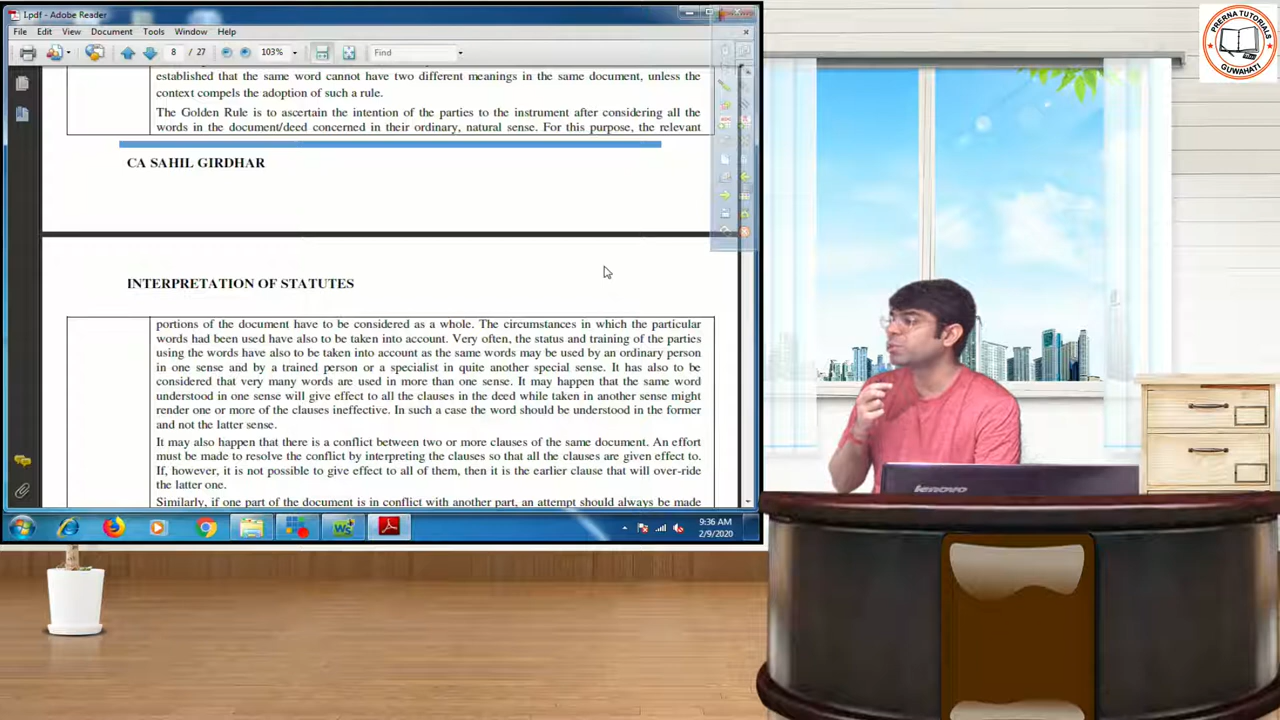 I.pdf - Adobe Reader
File Edit View Document Tools Window Help
8 / 27 103% Find
established that the same word cannot have two different meanings in the same document, unless the
context compels the adoption of such a rule.
The Golden Rule is to ascertain the intention of the parties to the instrument after considering all the
words in the document/deed concerned in their ordinary, natural sense. For this purpose, the relevant
CA SAHIL GIRDHAR
INTERPRETATION OF STATUTES
portions of the document have to be considered as a whole. The circumstances in which the particular
words had been used have also to be taken into account. Very often, the status and training of the parties
using the words have also to be taken into account as the same words may be used by an ordinary person
in one sense and by a trained person or a specialist in quite another special sense. It has also to be
considered that very many words are used in more than one sense. It may happen that the same word
understood in one sense will give effect to all the clauses in the deed while taken in another sense might
render one or more of the clauses ineffective. In such a case the word should be understood in the former
and not the latter sense.
It may also happen that there is a conflict between two or more clauses of the same document. An effort
must be made to resolve the conflict by interpreting the clauses so that all the clauses are given effect to.
If, however, it is not possible to give effect to all of them, then it is the earlier clause that will over-ride
the latter one.
Similarly, if one part of the document is in conflict with another part, an attempt should always be made
9:36 AM
2/9/2020
PRERNA TUTORIALS
GUWAHATI
lenovo